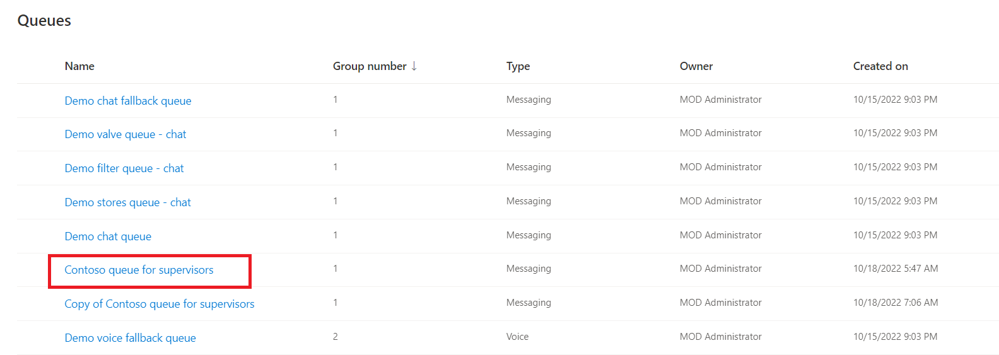 Queues
Name Group number ↓ Type Owner Created on
Demo chat fallback queue 1 Messaging MOD Administrator 10/15/2022 9:03 PM
Demo valve queue - chat 1 Messaging MOD Administrator 10/15/2022 9:03 PM
Demo filter queue - chat 1 Messaging MOD Administrator 10/15/2022 9:03 PM
Demo stores queue - chat 1 Messaging MOD Administrator 10/15/2022 9:03 PM
Demo chat queue 1 Messaging MOD Administrator 10/15/2022 9:03 PM
Contoso queue for supervisors 1 Messaging MOD Administrator 10/18/2022 5:47 AM
Copy of Contoso queue for supervisors 1 Messaging MOD Administrator 10/18/2022 7:06 AM
Demo voice fallback queue 2 Voice MOD Administrator 10/15/2022 9:03 PM